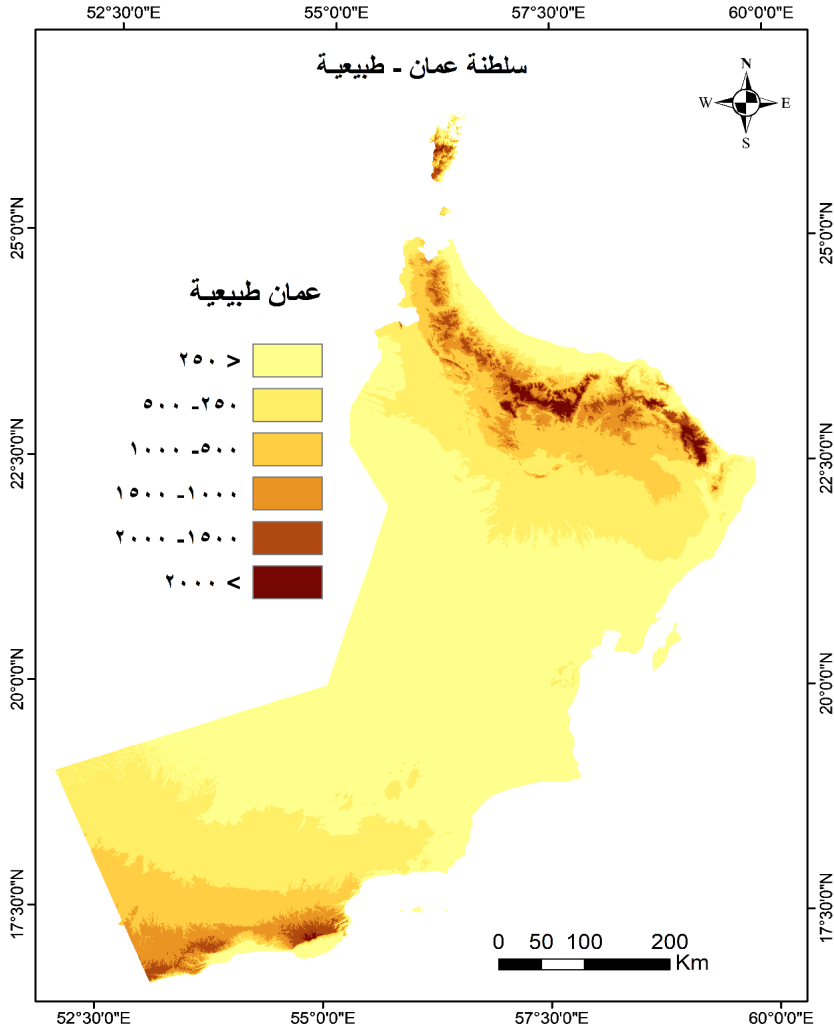 52°30'0"E 55°0'0"E 57°30'0"E 60°0'0"E
سلطنة عمان - طبيعيـة
N
W E
S
25°0'0"N 25°0'0"N
عمان طبيعيـة
٢٥٠ <
٢٥٠- ٥٠٠
٥٠٠- ١٠٠٠
22°30'0"N 22°30'0"N
١٠٠٠- ١٥٠٠
١٥٠٠- ٢٠٠٠
٢٠٠٠ >
20°0'0"N 20°0'0"N
17°30'0"N 17°30'0"N
0 50 100 200
Km
52°30'0"E 55°0'0"E 57°30'0"E 60°0'0"E